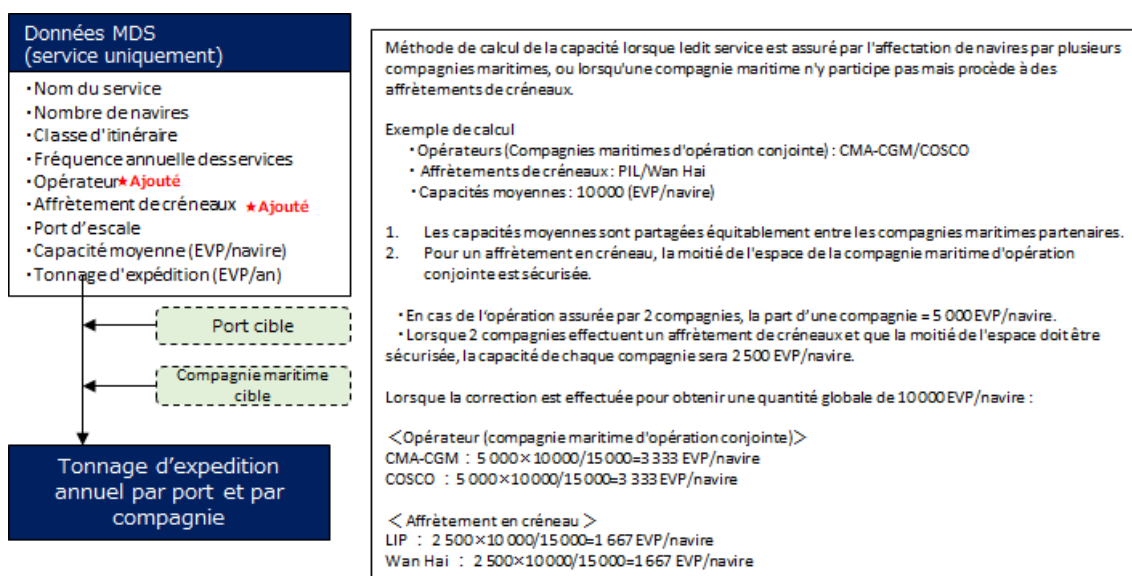 Données MDS
(service uniquement)
・Nom du service
・Nombre de navires
・Classe d'itinéraire
・Fréquence annuelle desservices
・Opérateur★Ajouté
・Affrètement de créneaux ★Ajouté
・Port d’escale
・Capacité moyenne (EVP/navire)
・Tonnage d'expédition (EVP/an)
Port cible
Compagnie maritime
cible
Tonnage d’expedition
annuel par port et par
compagnie
Méthode de calcul de la capacité lorsque ledit service est assuré par l'affectation de navires par plusieurs
compagnies maritimes, ou lorsqu'une compagnie maritime n'y participe pas mais procède à des
affrètements de créneaux.
Exemple de calcul
・Opérateurs (Compagnies maritimes d'opération conjointe) : CMA-CGM/COSCO
・Affrètements de créneaux : PIL/Wan Hai
・Capacités moyennes : 10 000 (EVP/navire)
1. Les capacités moyennes sont partagées équitablement entre les compagnies maritimes partenaires.
2. Pour un affrètement en créneau, la moitié de l'espace de la compagnie maritime d'opération
conjointe est sécurisée.
・En cas de l’opération assurée par 2 compagnies, la part d’une compagnie = 5 000 EVP/navire.
・Lorsque 2 compagnies effectuent un affrètement de créneaux et que la moitié de l'espace doit être
sécurisée, la capacité de chaque compagnie sera 2 500 EVP/navire.
Lorsque la correction est effectuée pour obtenir une quantité globale de 10 000 EVP/navire :
＜Opérateur (compagnie maritime d'opération conjointe)＞
CMA-CGM : 5 000×10 000/15 000=3 333 EVP/navire
COSCO : 5 000×10 000/15 000=3 333 EVP/navire
＜Affrètement en créneau＞
LIP : 2 500×10 000/15 000=1 667 EVP/navire
Wan Hai : 2 500×10 000/15 000=1 667 EVP/navire